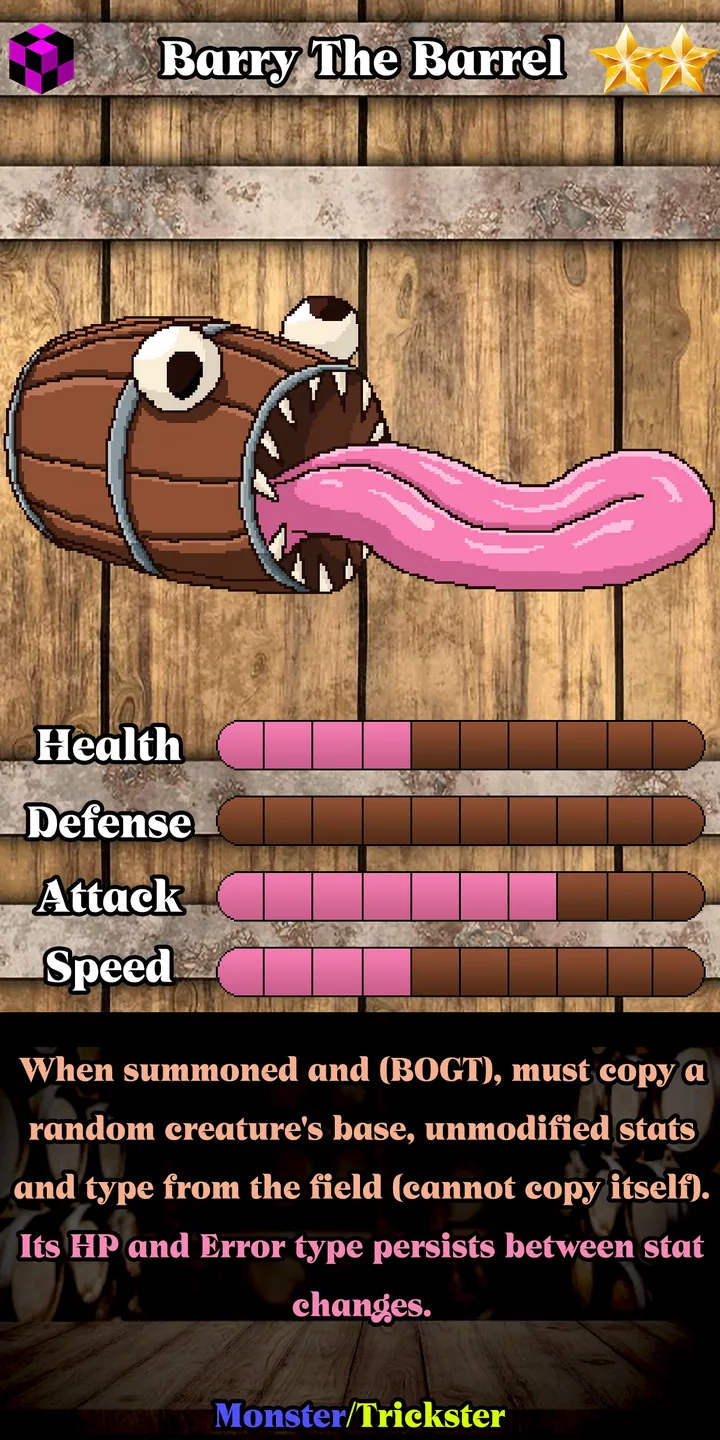 Barry The Barrel
Health
Defense
Attack
Speed
When summoned and (BOGT), must copy a
random creature's base, unmodified stats
and type from the field (cannot copy itself).
Its HP and Error type persists between stat
changes.
Monster/Trickster